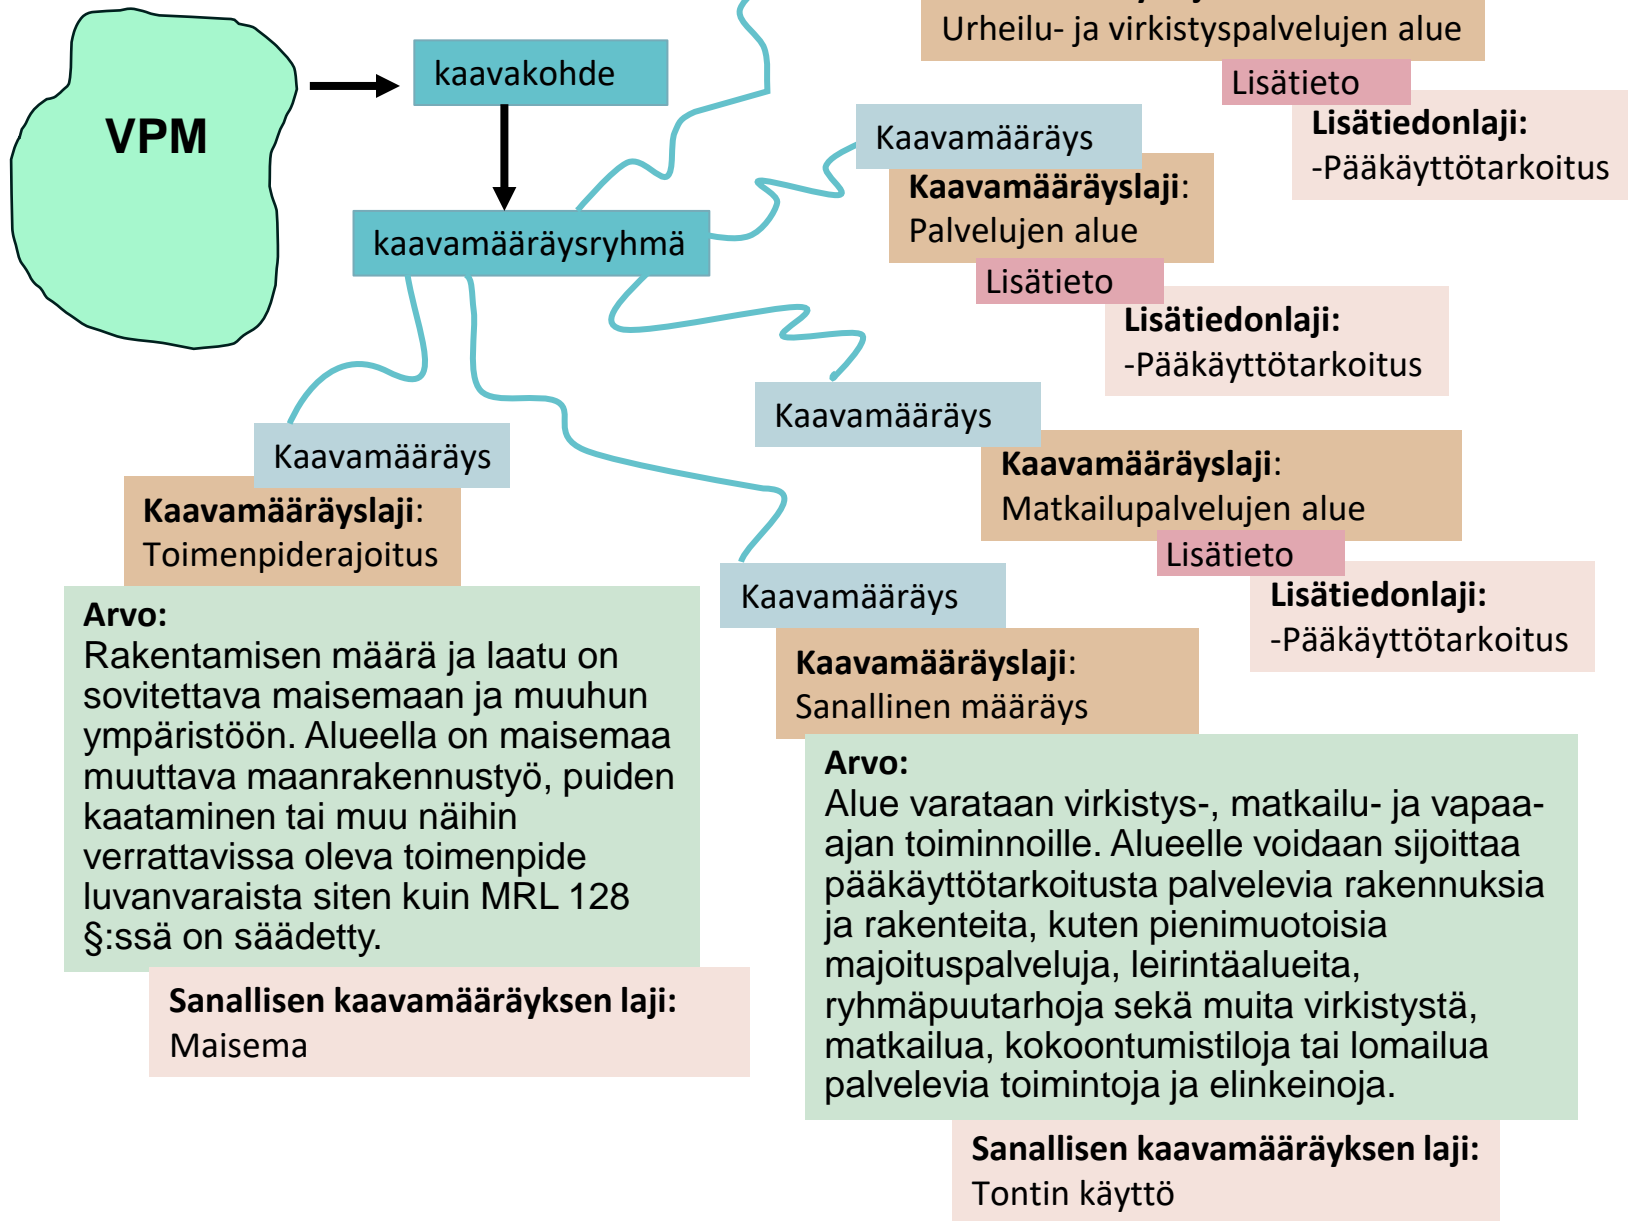 VPM
kaavakohde
kaavamääräysryhmä
Urheilu- ja virkistyspalvelujen alue
Lisätieto
Lisätiedonlaji:
-Pääkäyttötarkoitus
Kaavamääräys
Kaavamääräyslaji:
Palvelujen alue
Lisätieto
Lisätiedonlaji:
-Pääkäyttötarkoitus
Kaavamääräys
Kaavamääräyslaji:
Matkailupalvelujen alue
Lisätieto
Lisätiedonlaji:
-Pääkäyttötarkoitus
Kaavamääräys
Kaavamääräyslaji:
Toimenpiderajoitus
Arvo:
Rakentamisen määrä ja laatu on
sovitettava maisemaan ja muuhun
ympäristöön. Alueella on maisemaa
muuttava maanrakennustyö, puiden
kaataminen tai muu näihin
verrattavissa oleva toimenpide
luvanvaraista siten kuin MRL 128
§:ssä on säädetty.
Sanallisen kaavamääräyksen laji:
Maisema
Kaavamääräys
Kaavamääräyslaji:
Sanallinen määräys
Arvo:
Alue varataan virkistys-, matkailu- ja vapaa-
ajan toiminnoille. Alueelle voidaan sijoittaa
pääkäyttötarkoitusta palvelevia rakennuksia
ja rakenteita, kuten pienimuotoisia
majoituspalveluja, leirintäalueita,
ryhmäpuutarhoja sekä muita virkistystä,
matkailua, kokoontumistiloja tai lomailua
palvelevia toimintoja ja elinkeinoja.
Sanallisen kaavamääräyksen laji:
Tontin käyttö